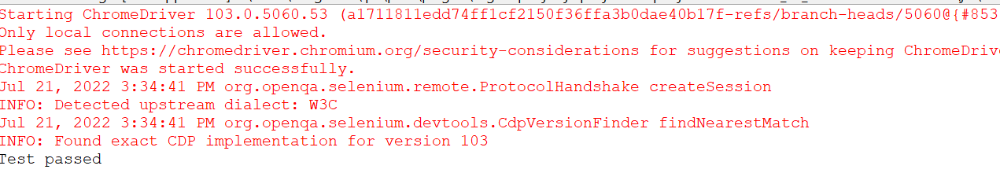 Starting ChromeDriver 103.0.5060.53 (a1711811edd74ff1cf2150f36ffa3b0dae40b17f-refs/branch-heads/5060@{#853
Only local connections are allowed.
Please see https://chromedriver.chromium.org/security-considerations for suggestions on keeping ChromeDriv
ChromeDriver was started successfully.
Jul 21, 2022 3:34:41 PM org.openqa.selenium.remote.ProtocolHandshake createSession
INFO: Detected upstream dialect: W3C
Jul 21, 2022 3:34:41 PM org.openqa.selenium.devtools.CdpVersionFinder findNearestMatch
INFO: Found exact CDP implementation for version 103
Test passed